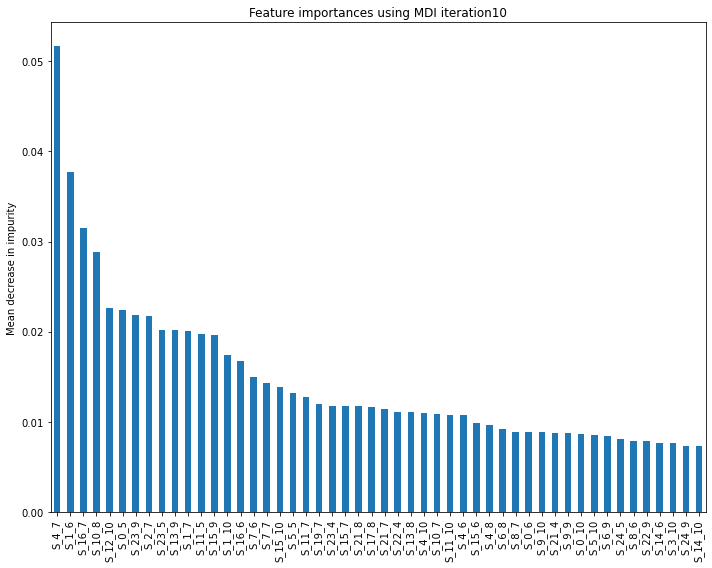 Feature importances using MDI iteration10
Mean decrease in impurity
0.05
0.04
0.03
0.02
0.01
0.00
S_4_7
S_1_6
S_16_7
S_10_8
S_12_10
S_0_5
S_23_9
S_2_7
S_23_5
S_13_9
S_1_7
S_11_5
S_15_9
S_1_10
S_16_6
S_7_6
S_7_7
S_15_10
S_5_5
S_11_7
S_19_7
S_23_4
S_15_7
S_21_8
S_17_8
S_21_7
S_22_4
S_13_8
S_4_10
S_10_7
S_11_10
S_4_6
S_15_6
S_4_8
S_6_8
S_8_7
S_0_6
S_9_10
S_21_4
S_9_9
S_0_10
S_5_10
S_6_9
S_24_5
S_8_6
S_22_9
S_14_6
S_3_10
S_24_9
S_14_10